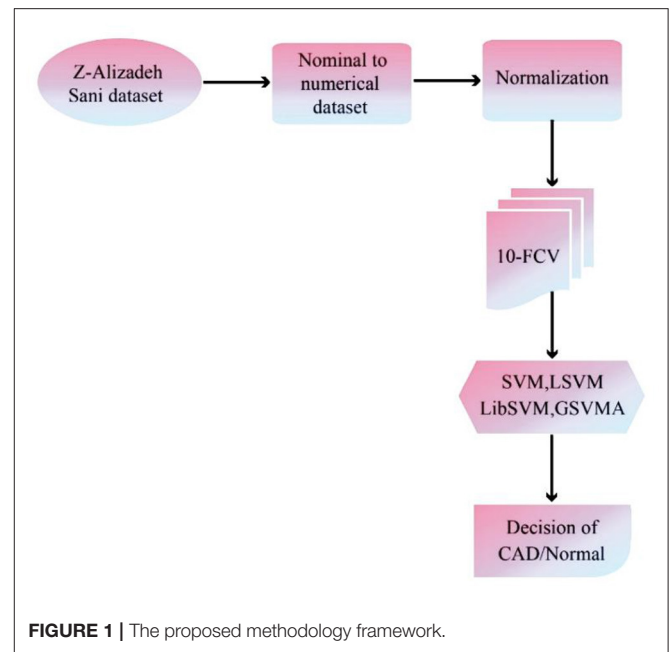 Z-Alizadeh
Sani dataset
Nominal to
numerical
dataset
Normalization
10-FCV
SVM,LSVM
LibSVM,GSVMA
Decision of
CAD/Normal
FIGURE 1 | The proposed methodology framework.